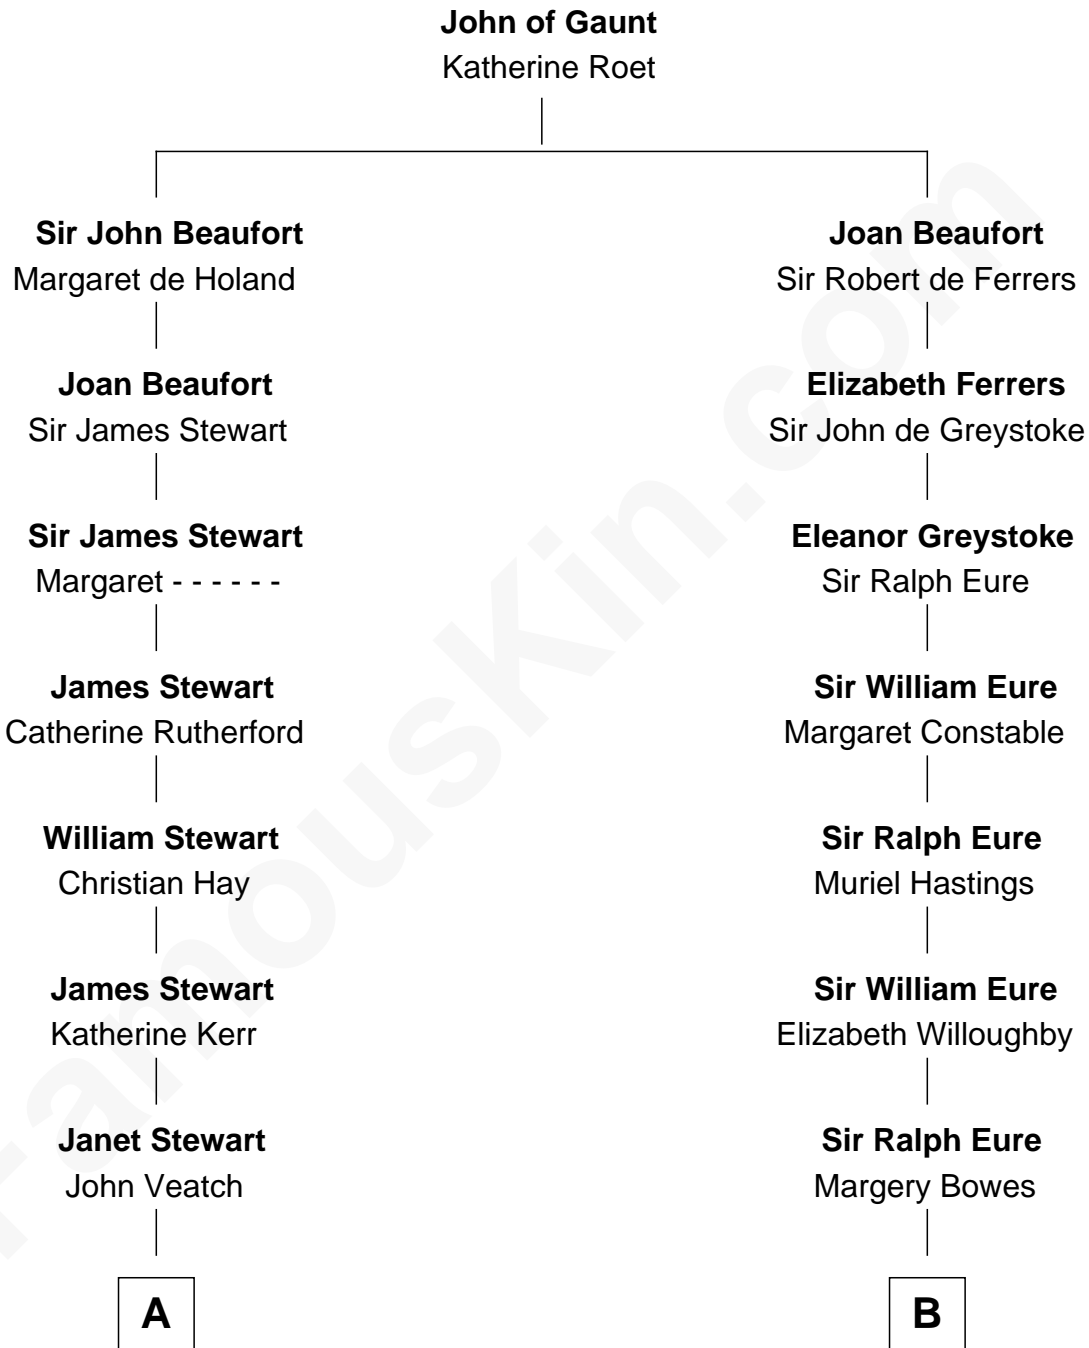 John of Gaunt
Katherine Roet
Sir John Beaufort
Margaret de Holand
Joan Beaufort
Sir James Stewart
Sir James Stewart
Margaret - - - - - -
James Stewart
Catherine Rutherford
William Stewart
Christian Hay
James Stewart
Katherine Kerr
Janet Stewart
John Veatch
A
Joan Beaufort
Sir Robert de Ferrers
Elizabeth Ferrers
Sir John de Greystoke
Eleanor Greystoke
Sir Ralph Eure
Sir William Eure
Margaret Constable
Sir Ralph Eure
Muriel Hastings
Sir William Eure
Elizabeth Willoughby
Sir Ralph Eure
Margery Bowes
B
FamousKin.com